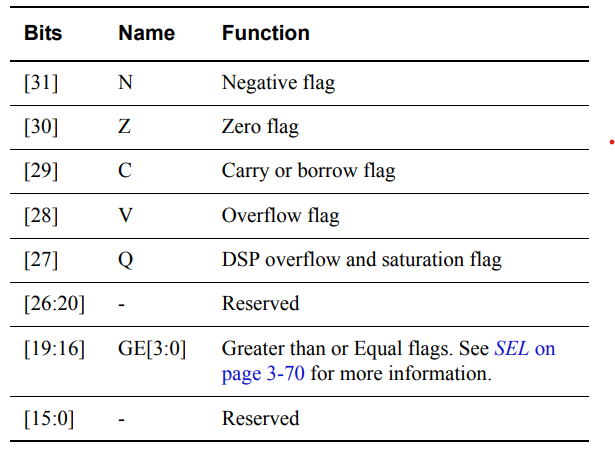 Bits Name Function
[31] N Negative flag
[30] Z Zero flag
[29] C Carry or borrow flag
[28] V Overflow flag
[27] Q DSP overflow and saturation flag
[26:20] - Reserved
[19:16] GE[3:0] Greater than or Equal flags. See SEL on
page 3-70 for more information.
[15:0] - Reserved